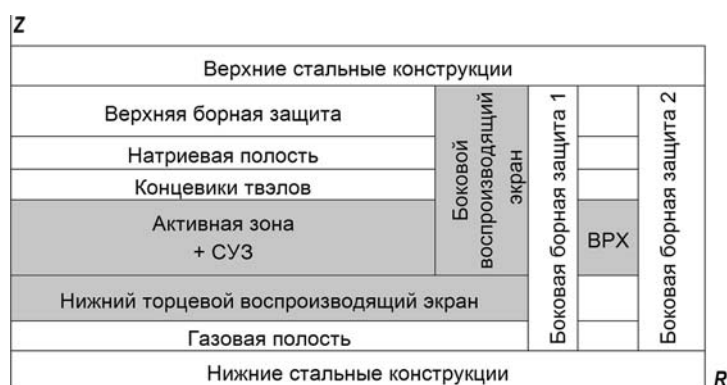 Z
Верхние стальные конструкции
Верхняя борная защита
Натриевая полость
Концевики твэлов
Активная зона
+ СУЗ
Боковой
воспроизводящий
экран
Боковая борная защита 1
ВРХ
Боковая борная защита 2
Нижний торцевой воспроизводящий экран
Газовая полость
Нижние стальные конструкции
R